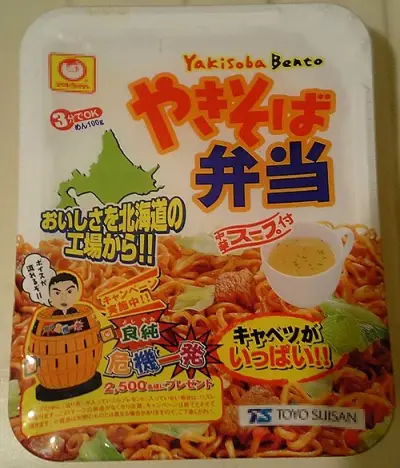 Yakisoba Bento
やきそば
弁当
3分でOK
めん100g
おいしさを北海道の
工場から!!
中華スープ付
キャンペーン
実施中!!
良純
危機一発
2,500名様にプレゼント
キャベツが
いっぱい!!
TS TOYO SUISAN